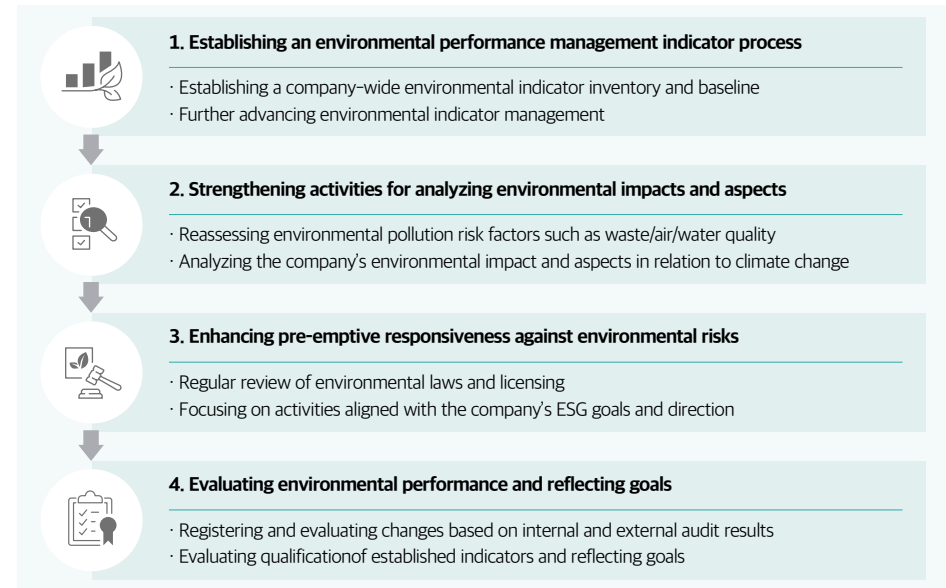 1. Establishing an environmental performance management indicator process
· Establishing a company-wide environmental indicator inventory and baseline
· Further advancing environmental indicator management
2. Strengthening activities for analyzing environmental impacts and aspects
· Reassessing environmental pollution risk factors such as waste/air/water quality
· Analyzing the company's environmental impact and aspects in relation to climate change
3. Enhancing pre-emptive responsiveness against environmental risks
· Regular review of environmental laws and licensing
· Focusing on activities aligned with the company's ESG goals and direction
4. Evaluating environmental performance and reflecting goals
· Registering and evaluating changes based on internal and external audit results
· Evaluating qualificationof established indicators and reflecting goals